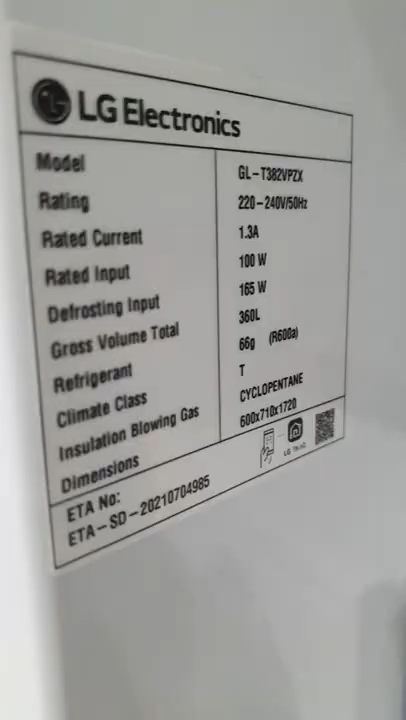 LG Electronics
Model GL-T382VPZX
Rating 220-240V/50Hz
Rated Current 1.3A
Rated Input 100 W
Defrosting Input 165 W
Gross Volume Total 360L
Refrigerant 66g (R600a)
Climate Class T
Insulation Blowing Gas CYCLOPENTANE
Dimensions 600x710x1720
ETA No:
ETA-SD-20210704985